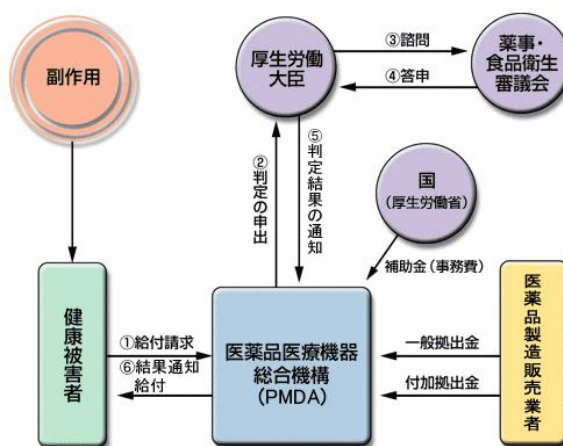 副作用
厚生労働
大臣
③諮問
④答申
薬事・
食品衛生
審議会
②判定の申出
⑤判定結果の通知
国
(厚生労働省)
補助金(事務費)
健康被害者
①給付請求
⑥結果通知
給付
医薬品医療機器
総合機構
(PMDA)
一般拠出金
付加拠出金
医薬品製造販売業者